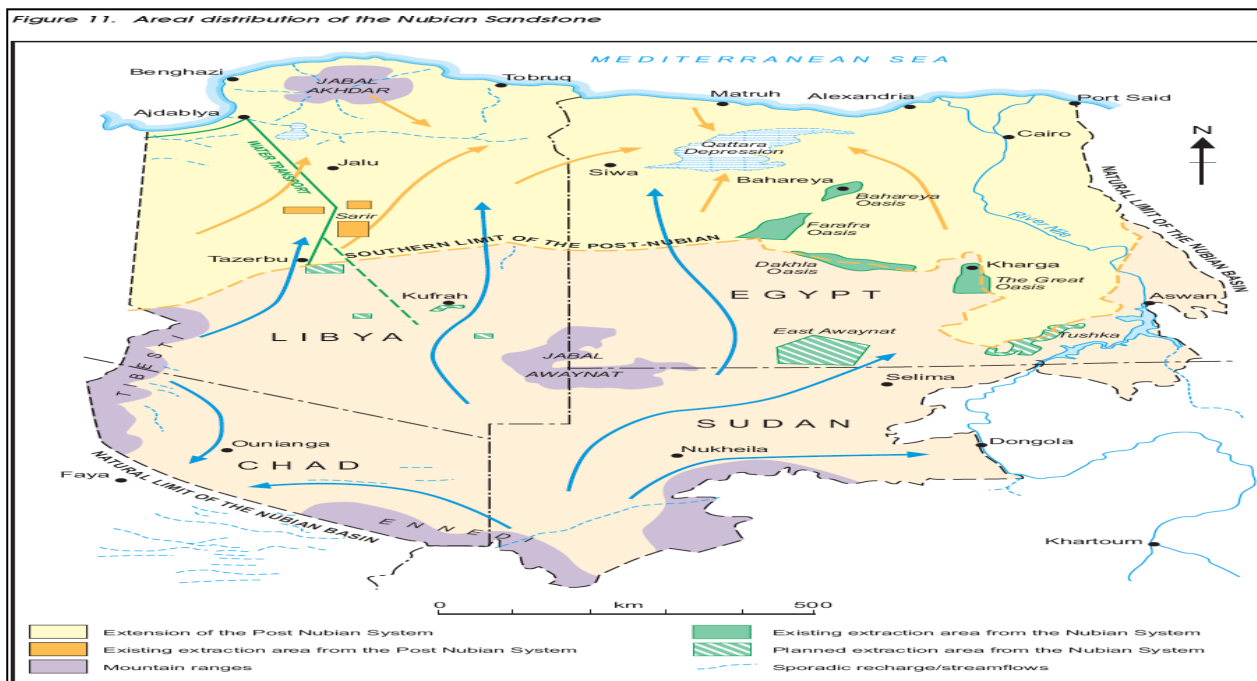 Figure 11. Areal distribution of the Nubian Sandstone
MEDITERRANEAN SEA
Benghazi
JABAL
AKHDAR
Tobruq
Matruh
Alexandria
Port Said
Ajdabiya
Cairo
N
WATER TRANSPORT
Jalu
Siwa
Qattara
Depression
Bahareya
Bahareya
Oasis
NATURAL LIMIT OF THE NUBIAN BASIN
Sarir
Farafra
Oasis
River Nile
SOUTHERN LIMIT OF THE POST-NUBIAN
Tazerbu
Dakhla
Oasis
Kharga
The Great
Oasis
Kufrah
EGYPT
Aswan
LIBYA
East Awaynat
Tushka
TIBESTI
JABAL
AWAYNAT
Selima
SUDAN
Ounianga
CHAD
Nukheila
Dongola
Faya
NATURAL LIMIT OF THE NUBIAN BASIN
ENNEDI
Khartoum
0 km 500
Extension of the Post Nubian System
Existing extraction area from the Post Nubian System
Mountain ranges
Existing extraction area from the Nubian System
Planned extraction area from the Nubian System
Sporadic recharge/streamflows